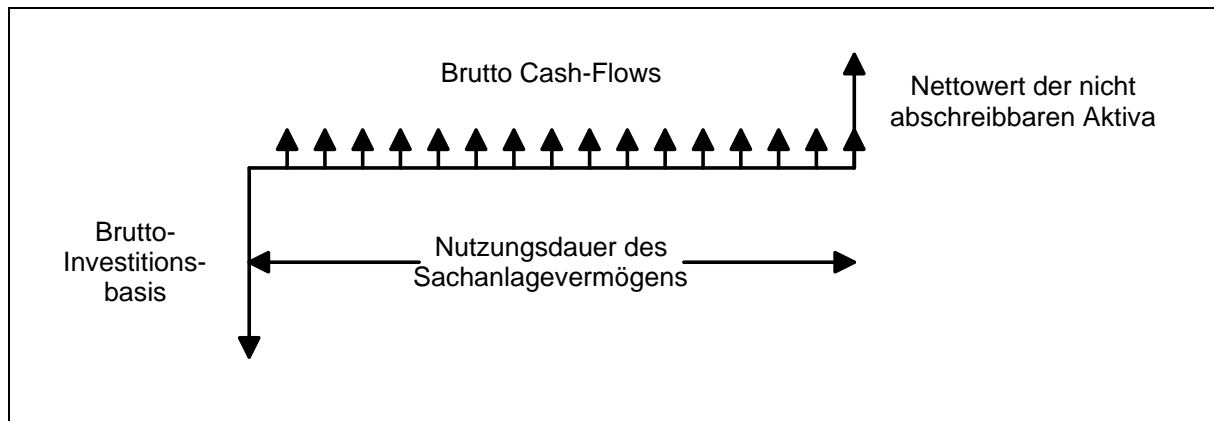 Brutto Cash-Flows
Nettowert der nicht
abschreibbaren Aktiva
Brutto-
Investitions-
basis
Nutzungsdauer des
Sachanlagevermögens